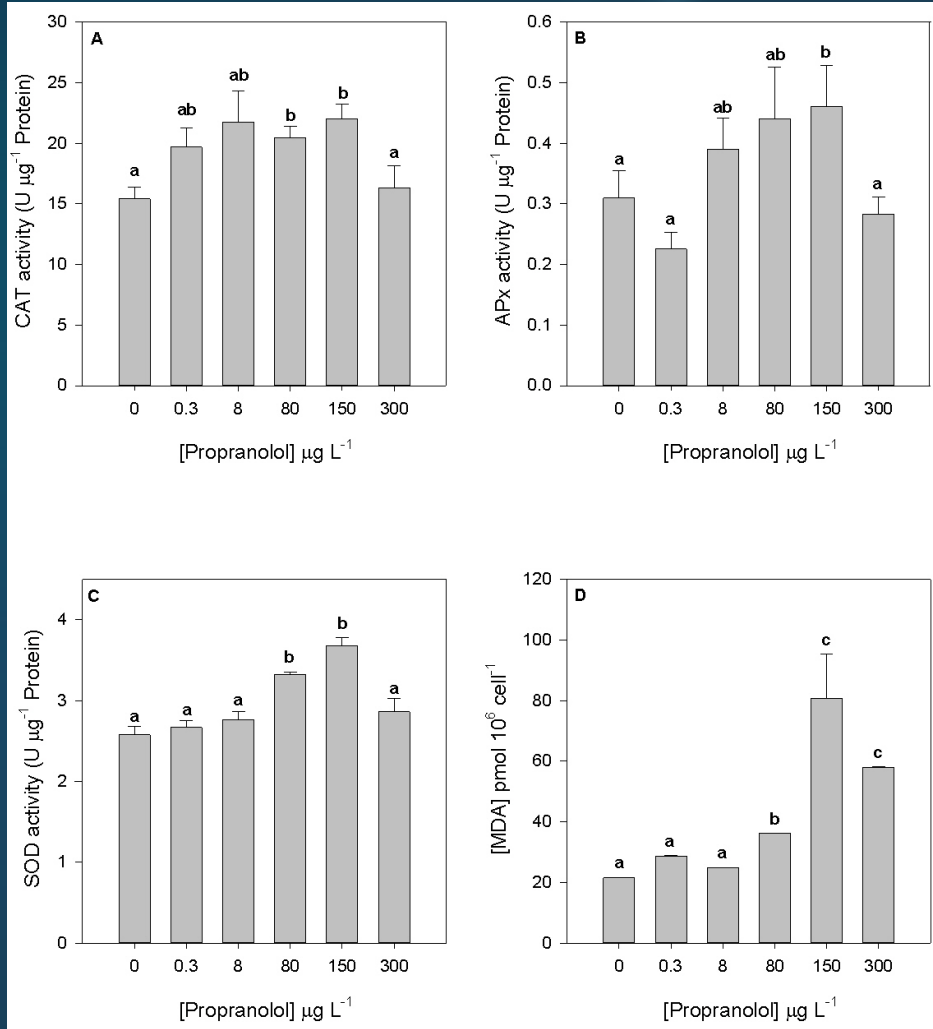 A
CAT activity (U µg⁻¹ Protein)
30
25
20
15
10
5
0
a
ab
ab
b
b
a
0 0.3 8 80 150 300
[Propranolol] µg L⁻¹
B
APx activity (U µg⁻¹ Protein)
0.6
0.5
0.4
0.3
0.2
0.1
0.0
a
a
ab
ab
b
a
0 0.3 8 80 150 300
[Propranolol] µg L⁻¹
C
SOD activity (U µg⁻¹ Protein)
4
3
2
1
0
a
a
a
b
b
a
0 0.3 8 80 150 300
[Propranolol] µg L⁻¹
D
[MDA] pmol 10⁶ cell⁻¹
120
100
80
60
40
20
0
a
a
a
b
c
c
0 0.3 8 80 150 300
[Propranolol] µg L⁻¹